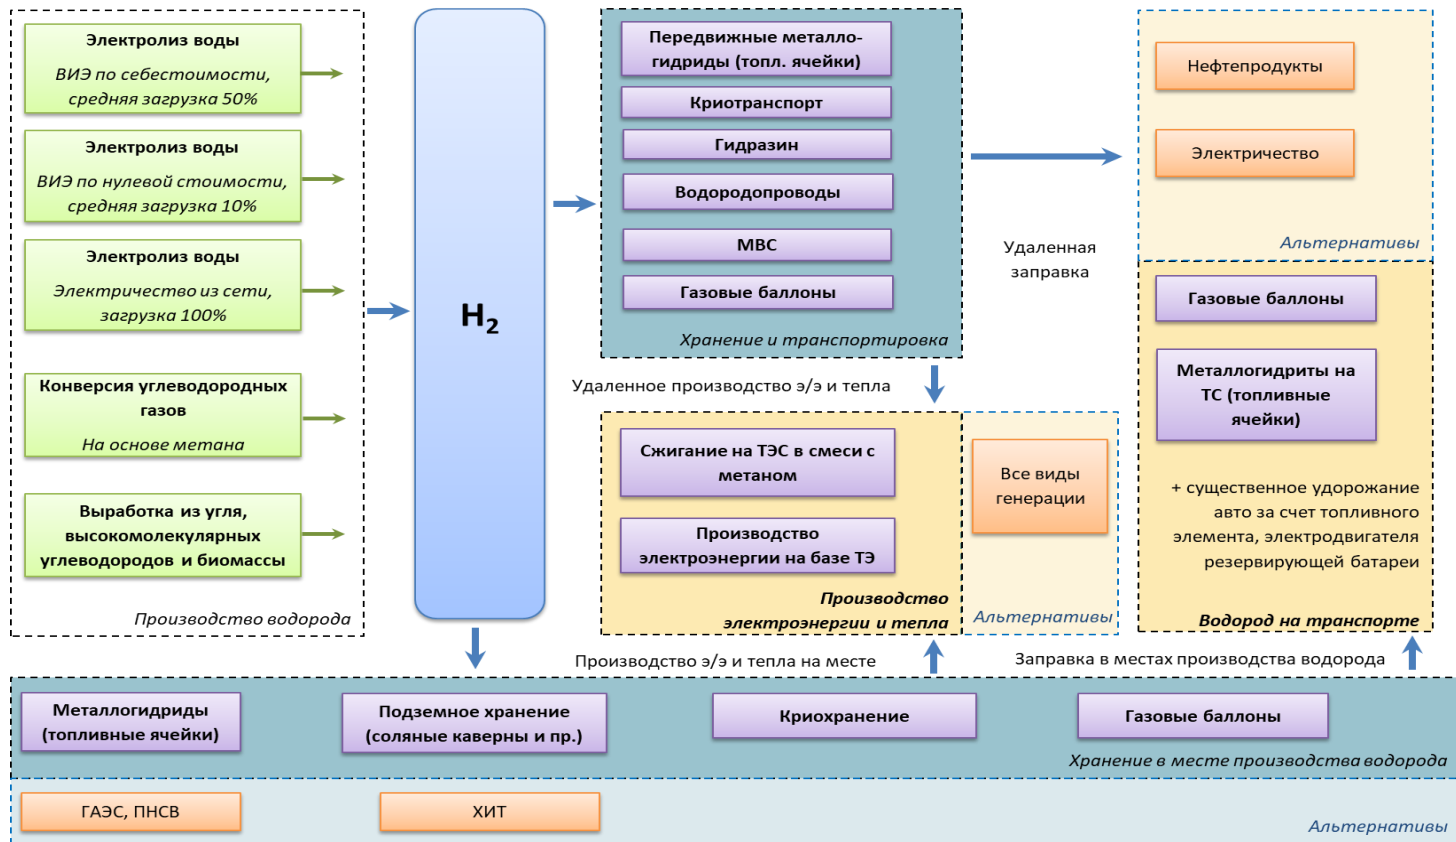 Электролиз воды
ВИЭ по себестоимости,
средняя загрузка 50%
Электролиз воды
ВИЭ по нулевой стоимости,
средняя загрузка 10%
Электролиз воды
Электричество из сети,
загрузка 100%
Конверсия углеводородных
газов
На основе метана
Выработка из угля,
высокомолекулярных
углеводородов и биомассы
Производство водорода
H2
Передвижные металло-
гидриды (топл. ячейки)
Криотранспорт
Гидразин
Водородопроводы
МВС
Газовые баллоны
Хранение и транспортировка
Удаленная
заправка
Нефтепродукты
Электричество
Альтернативы
Газовые баллоны
Металлогидриты на
ТС (топливные
ячейки)
+ существенное удорожание
авто за счет топливного
элемента, электродвигателя
резервирующей батареи
Водород на транспорте
Удаленное производство э/э и тепла
Сжигание на ТЭС в смеси с
метаном
Производство
электроэнергии на базе ТЭ
Производство
электроэнергии и тепла
Все виды
генерации
Альтернативы
Производство э/э и тепла на месте
Заправка в местах производства водорода
Металлогидриды
(топливные ячейки)
Подземное хранение
(соляные каверны и пр.)
Криохранение
Газовые баллоны
Хранение в месте производства водорода
ГАЭС, ПНСВ
ХИТ
Альтернативы